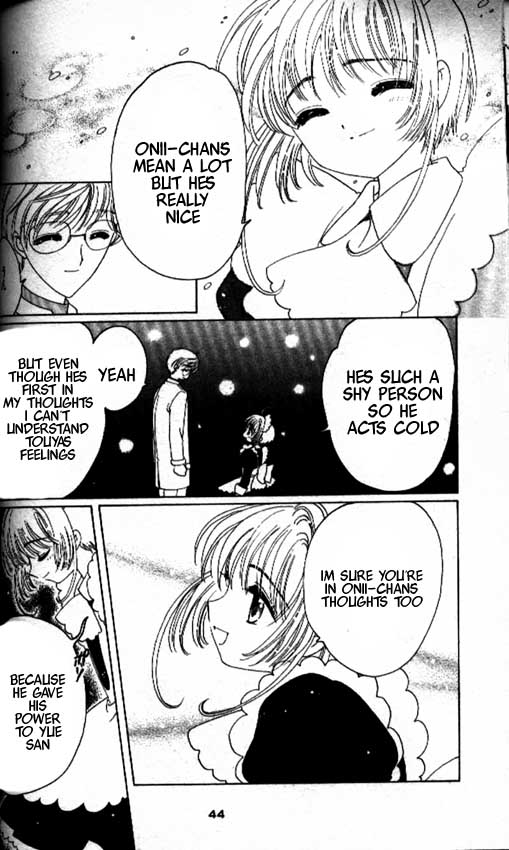 ONII-CHANS
MEAN A LOT
BUT HES
REALLY
NICE
HES SUCH A
SHY PERSON
SO HE
ACTS COLD
YEAH
BUT EVEN
THOUGH HES
FIRST IN
MY THOUGHTS
I CAN'T
UNDERSTAND
TOUYAS
FEELINGS
IM SURE YOU'RE
IN ONII-CHANS
THOUGHTS TOO
BECAUSE
HE GAVE
HIS
POWER
TO YUE
SAN
44